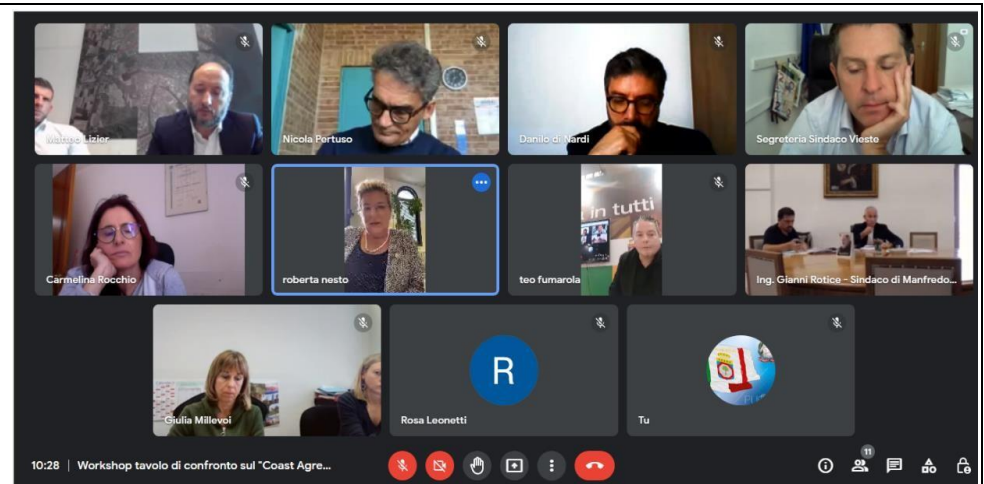 Matteo Lizier
Nicola Pertuso
Danilo di Nardi
Segreteria Sindaco Vieste
Carmelina Rocchio
roberta nesto
in tutti
teo fumarola
Ing. Gianni Rotice - Sindaco di Manfredo...
Giulia Millevoi
R
Rosa Leonetti
Tu
10:28 | Workshop tavolo di confronto sul "Coast Agre...
11